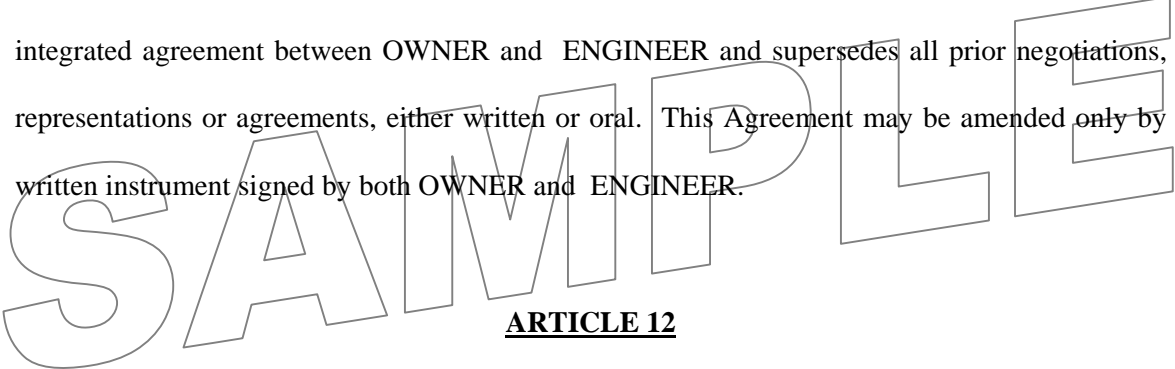 integrated agreement between OWNER and ENGINEER and supersedes all prior negotiations,
representations or agreements, either written or oral. This Agreement may be amended only by
written instrument signed by both OWNER and ENGINEER.
SAMPLE
ARTICLE 12